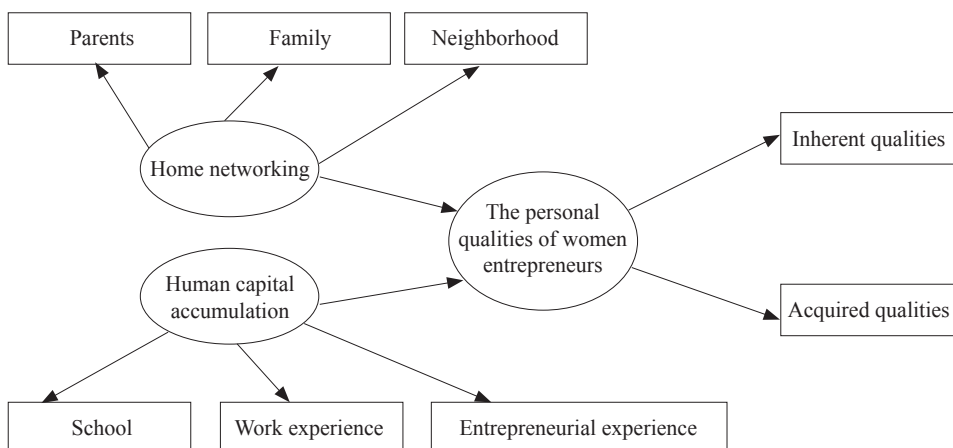 Parents
Family
Neighborhood
Home networking
Inherent qualities
The personal
qualities of women
entrepreneurs
Human capital
accumulation
Acquired qualities
School
Work experience
Entrepreneurial experience